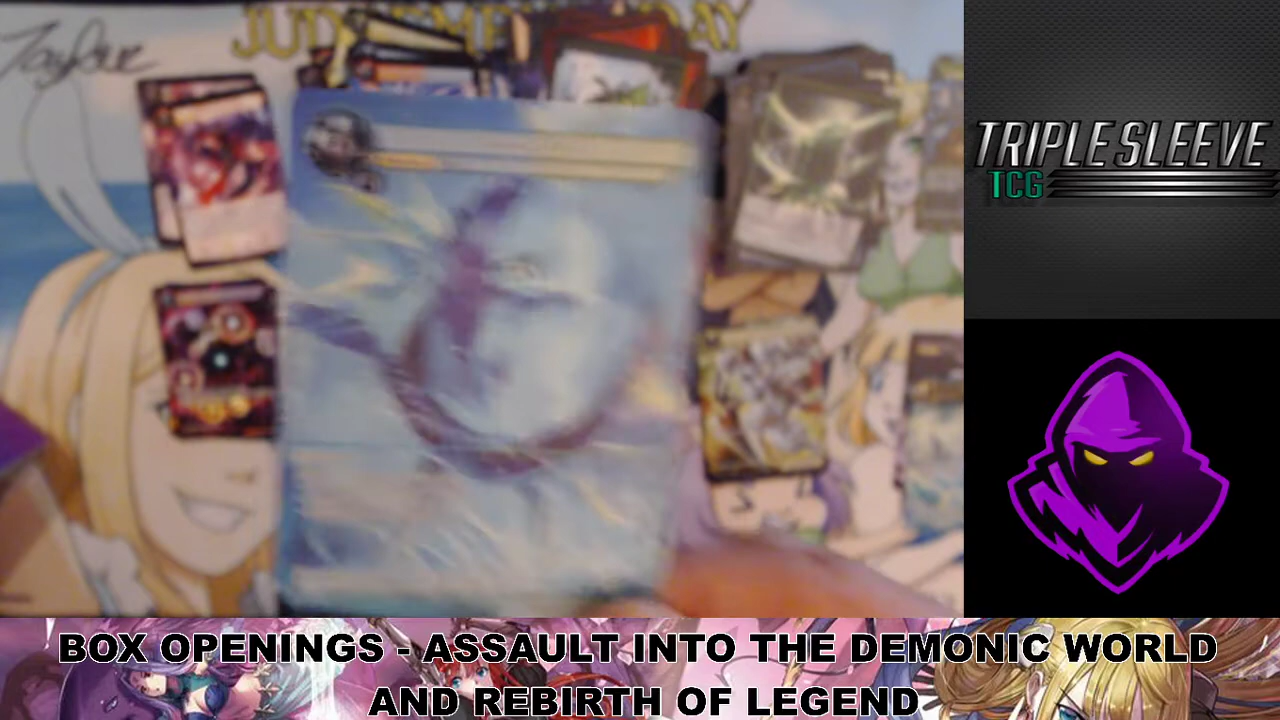 TRIPLE SLEEVE
TCG
BOX OPENINGS - ASSAULT INTO THE DEMONIC WORLD
AND REBIRTH OF LEGEND